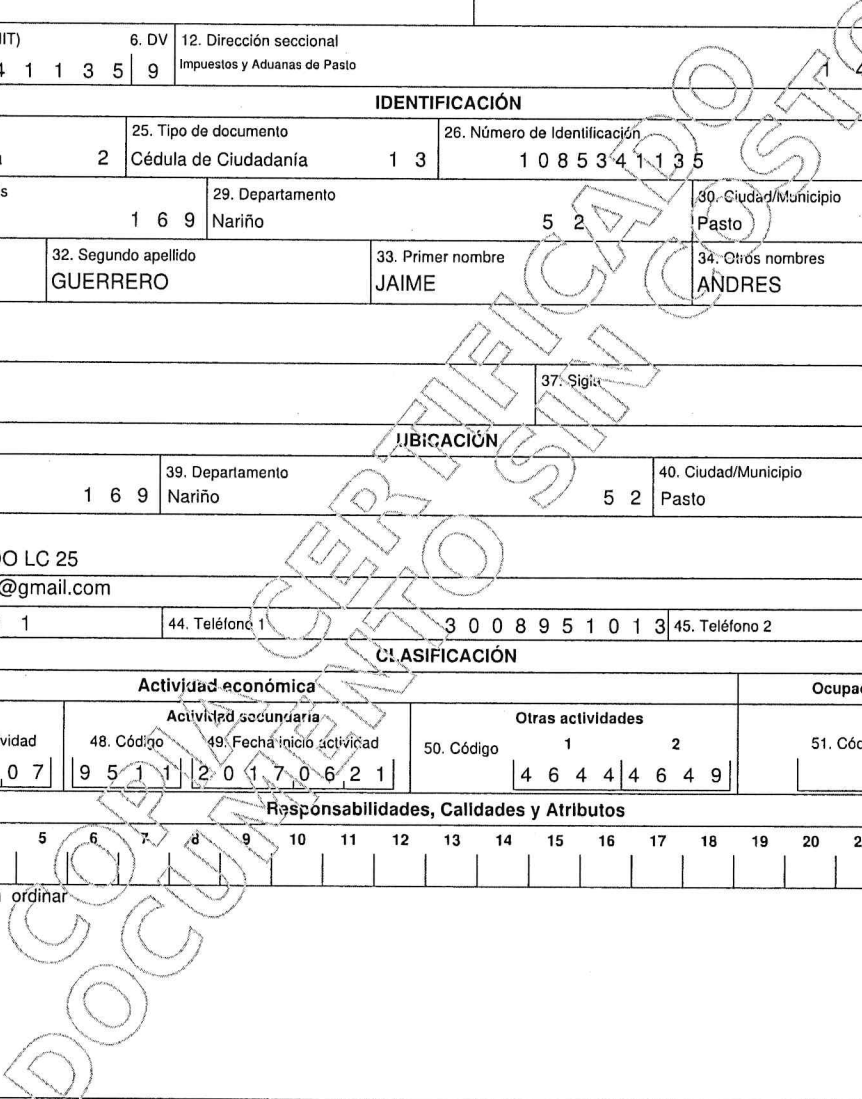 IIT) 6. DV 12. Dirección seccional
4 1 1 3 5 9 Impuestos y Aduanas de Pasto 1 4
IDENTIFICACIÓN
25. Tipo de documento 26. Número de Identificación
2 Cédula de Ciudadanía 1 3 1 0 8 5 3 4 1 1 3 5
s 29. Departamento 30. Ciudad/Municipio
1 6 9 Nariño 5 2 Pasto
32. Segundo apellido 33. Primer nombre 34. Otros nombres
GUERRERO JAIME ANDRES
37. Sigla
UBICACIÓN
39. Departamento 40. Ciudad/Municipio
1 6 9 Nariño 5 2 Pasto
DO LC 25
@gmail.com
1 44. Teléfono 1 3 0 0 8 9 5 1 0 1 3 45. Teléfono 2
CLASIFICACIÓN
Actividad económica Ocupac
Actividad secundaria Otras actividades
vidad 48. Código 49. Fecha inicio actividad 50. Código 1 2 51. Cód
0 7 9 5 1 1 2 0 1 7 0 6 2 1 4 6 4 4 4 6 4 9
Responsabilidades, Calidades y Atributos
5 6 7 8 9 10 11 12 13 14 15 16 17 18 19 20 2
ordinar
COPIA CERTIFICADO
DOCUMENTO SIN COSTO